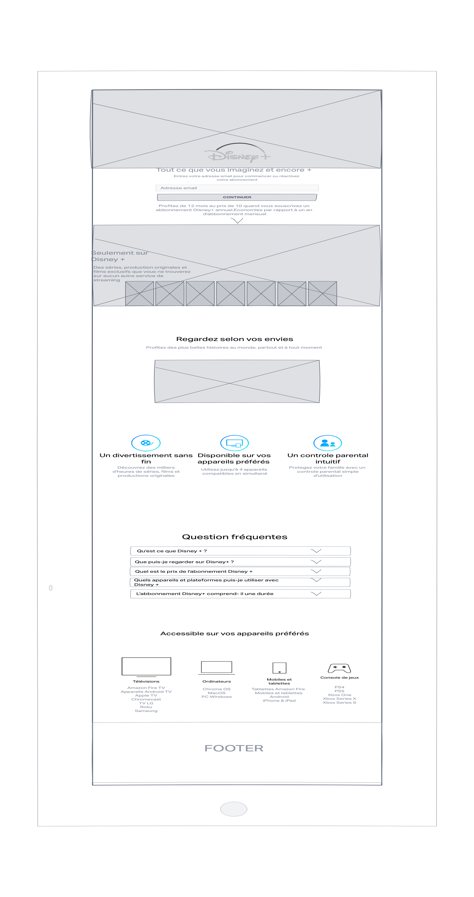 Disney+
Tout ce que vous imaginez et encore +
Entrez votre adresse email pour commencer ou réactivez
votre abonnement
Adresse email
CONTINUER
Profitez de 12 mois au prix de 10 quand vous souscrivez un
abonnement Disney+ annuel Economisez par rapport à un an
d'abonnement mensuel
Seulement sur
Disney +
Des séries, production originales et
films exclusifs que vous ne trouverez
sur aucun autre service de
streaming
Regardez selon vos envies
Profitez des plus belles histoires au monde, partout et à tout moment
Un divertissement sans
fin
Découvrez des milliers
d'heures de séries, films et
productions originales
Disponible sur vos
appareils préférés
Utilisez jusqu'à 4 appareils
compatibles en simultané
Un controle parental
intuitif
Protegez votre famille avec un
controle parental simple
d'utilisation
Question fréquentes
Qu'est ce que Disney + ?
Que puis-je regarder sur Disney+ ?
Quel est le prix de l'abonnement Disney +
Quels appareils et plateformes puis-je utiliser avec
Disney +
L'abbonnement Disney+ comprend- il une durée
Accessible sur vos appareils préférés
Télévisions
Amazon Fire TV
Appareils Android TV
Apple TV
Chromecast
TV LG
Roku
Samsung
Ordinateurs
Chrome OS
MacOS
PC Windows
Mobiles et
tablettes
Tablettes Amazon Fire
Mobiles et tablettes
Android
iPhone & iPad
Console de jeux
PS4
PS5
Xbox One
Xbox Series X
Xbox Series S
FOOTER